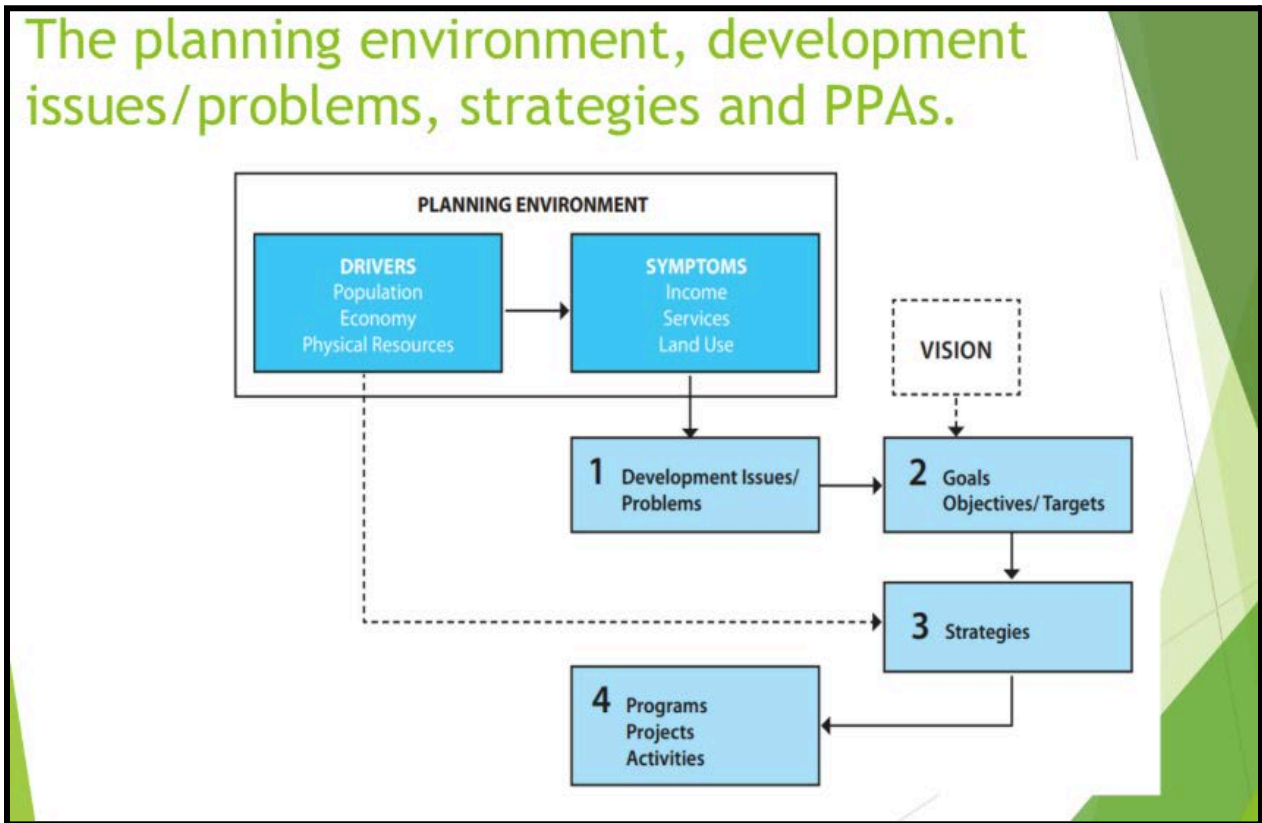 The planning environment, development
issues/problems, strategies and PPAs.
PLANNING ENVIRONMENT
DRIVERS
Population
Economy
Physical Resources
SYMPTOMS
Income
Services
Land Use
VISION
1 Development Issues/
Problems
2 Goals
Objectives/ Targets
3 Strategies
4 Programs
Projects
Activities